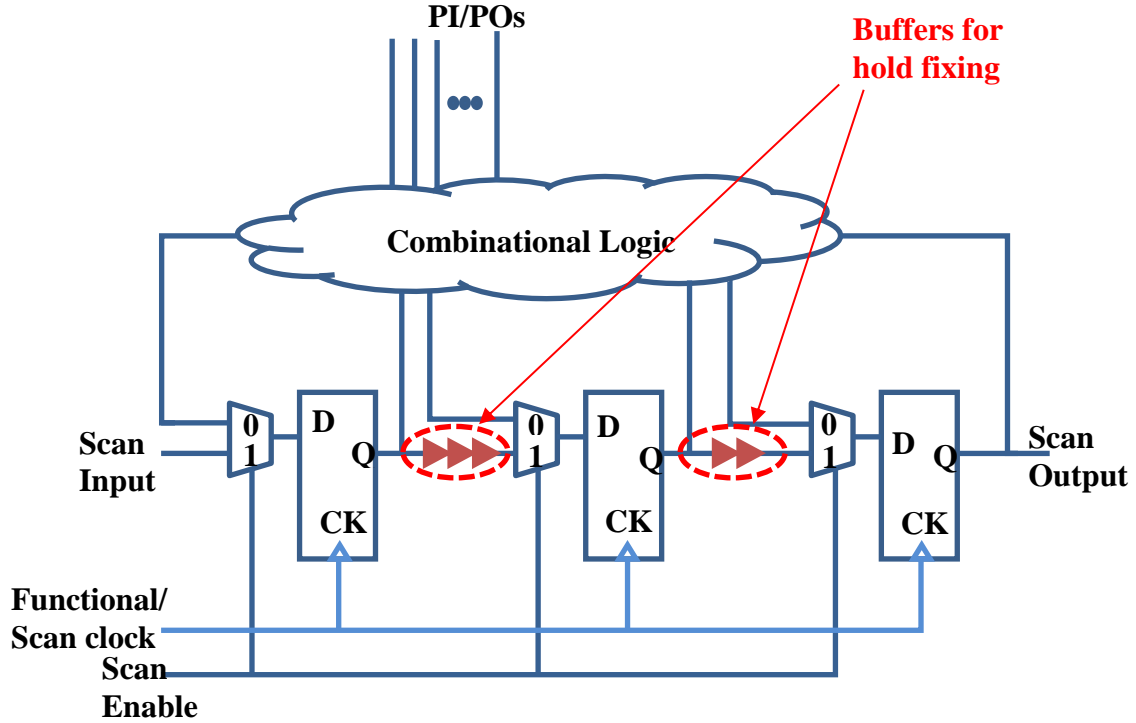 PI/POs
Buffers for
hold fixing
Combinational Logic
0
1
D
Q
CK
0
1
D
Q
CK
0
1
D
Q
CK
Scan
Input
Scan
Output
Functional/
Scan clock
Scan
Enable